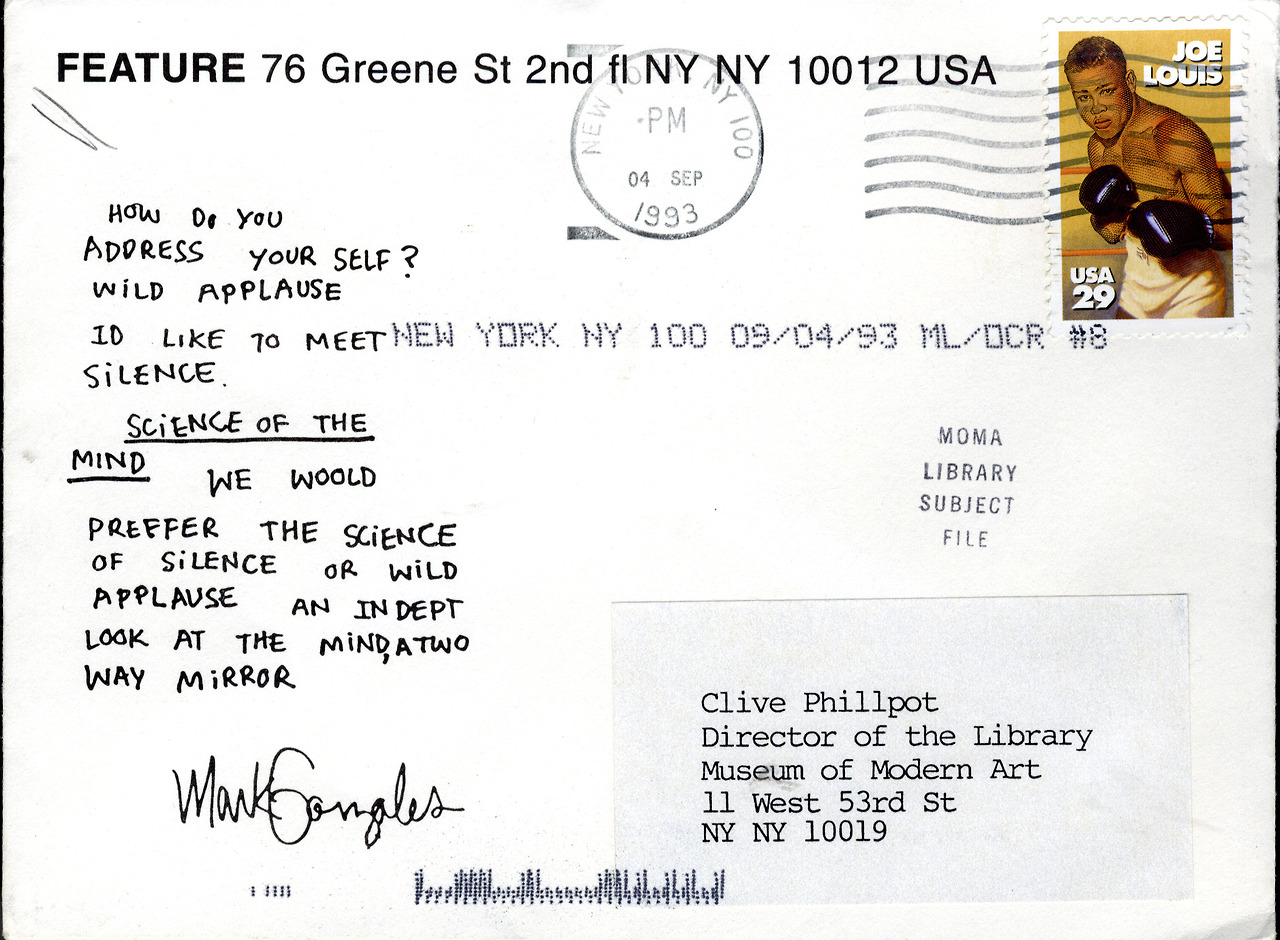 FEATURE 76 Greene St 2nd fl NY NY 10012 USA
NEW YORK NY 100
PM
04 SEP
1993
JOE
LOUIS
USA
29
HOW DO YOU
ADDRESS YOUR SELF?
WILD APPLAUSE
ID LIKE TO MEET
SILENCE.
SCIENCE OF THE
MIND WE WOOLD
PREFFER THE SCIENCE
OF SILENCE OR WILD
APPLAUSE AN INDEPT
LOOK AT THE MIND, A TWO
WAY MIRROR
Mark Gonzales
NEW YORK NY 100 09/04/93 ML/OCR #8
MOMA
LIBRARY
SUBJECT
FILE
Clive Phillpot
Director of the Library
Museum of Modern Art
11 West 53rd St
NY NY 10019